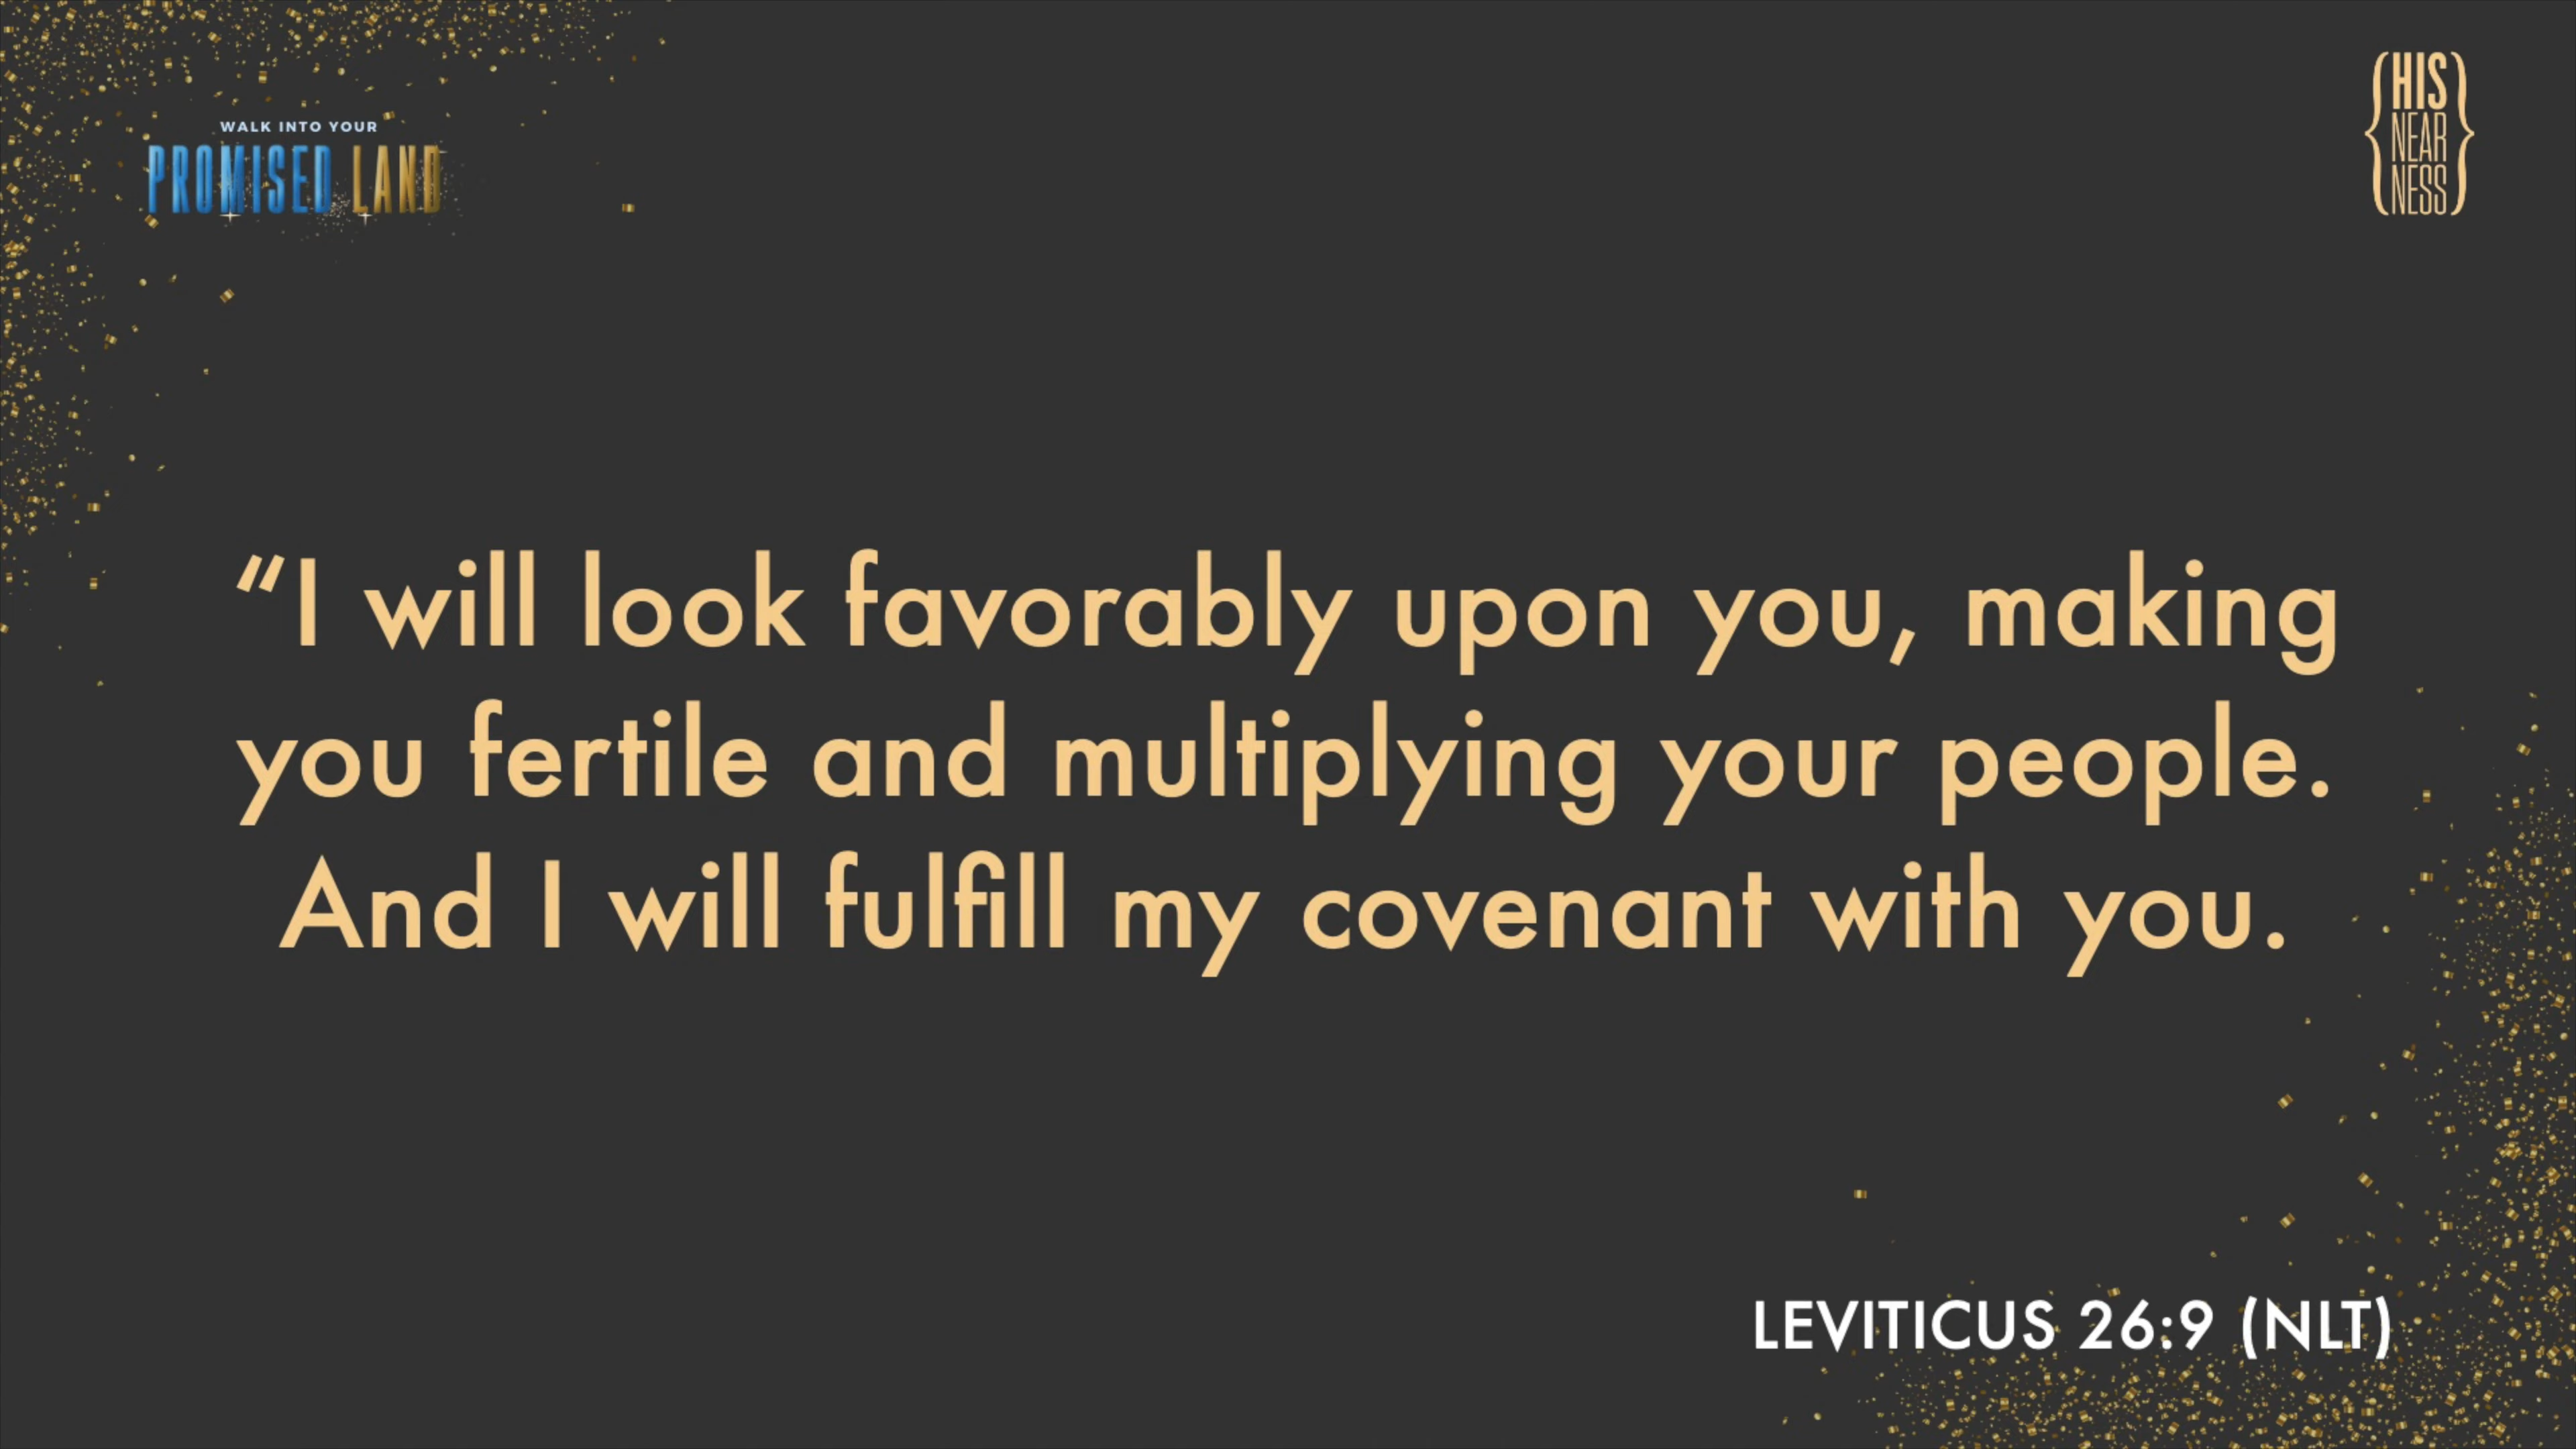 WALK INTO YOUR
PROMISED LAND
{HIS
NEAR
NESS}
“I will look favorably upon you, making
you fertile and multiplying your people.
And I will fulfill my covenant with you.
LEVITICUS 26:9 (NLT)